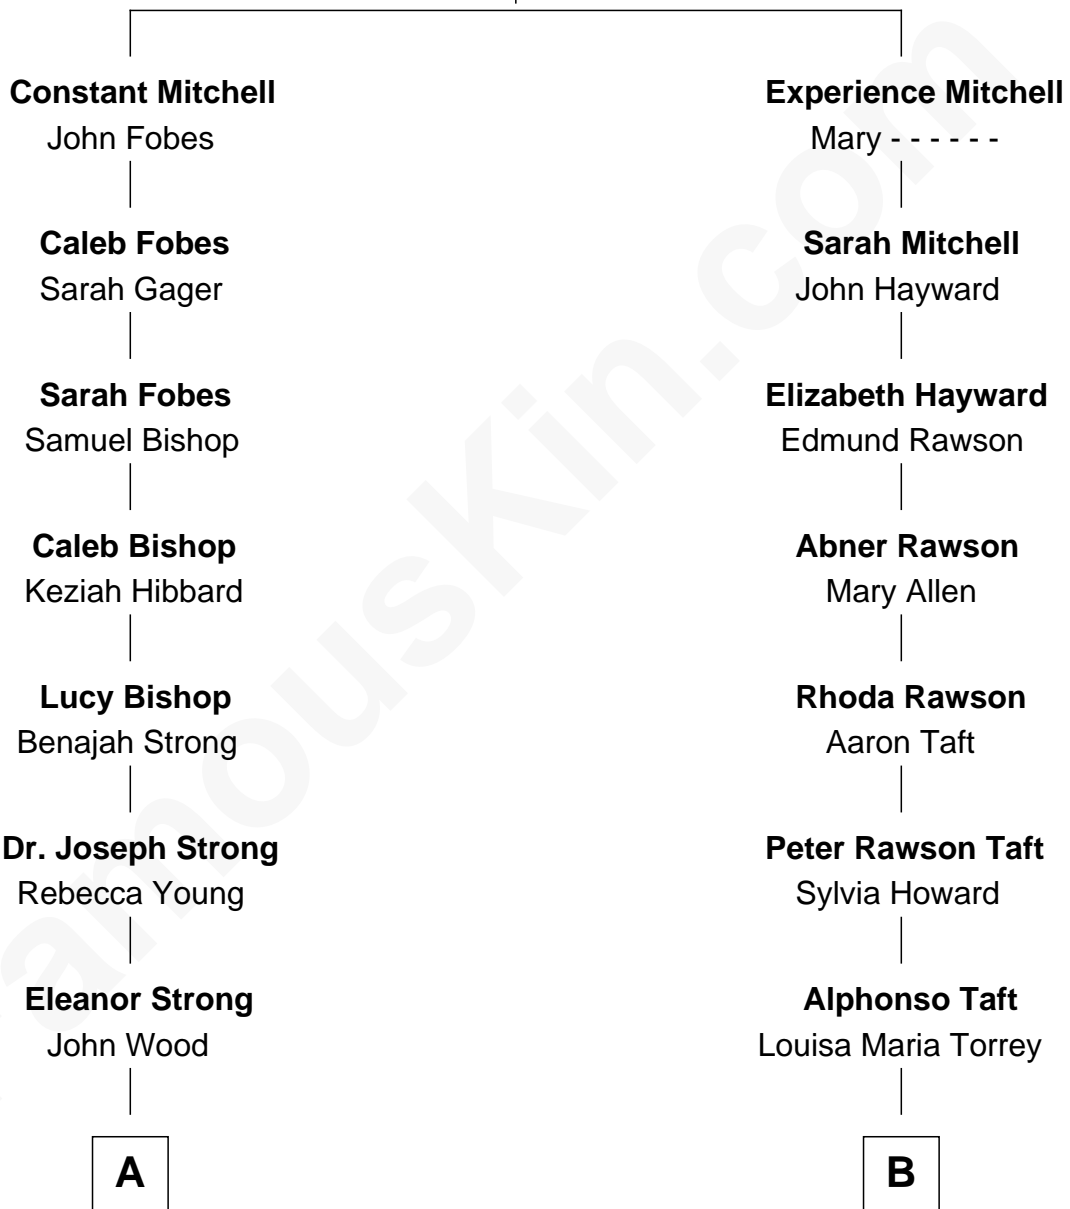 Constant Mitchell
John Fobes
Experience Mitchell
Mary - - - - - -
Caleb Fobes
Sarah Gager
Sarah Mitchell
John Hayward
Sarah Fobes
Samuel Bishop
Elizabeth Hayward
Edmund Rawson
Caleb Bishop
Keziah Hibbard
Abner Rawson
Mary Allen
Lucy Bishop
Benajah Strong
Rhoda Rawson
Aaron Taft
Dr. Joseph Strong
Rebecca Young
Peter Rawson Taft
Sylvia Howard
Eleanor Strong
John Wood
Alphonso Taft
Louisa Maria Torrey
A
B
amousKin.com